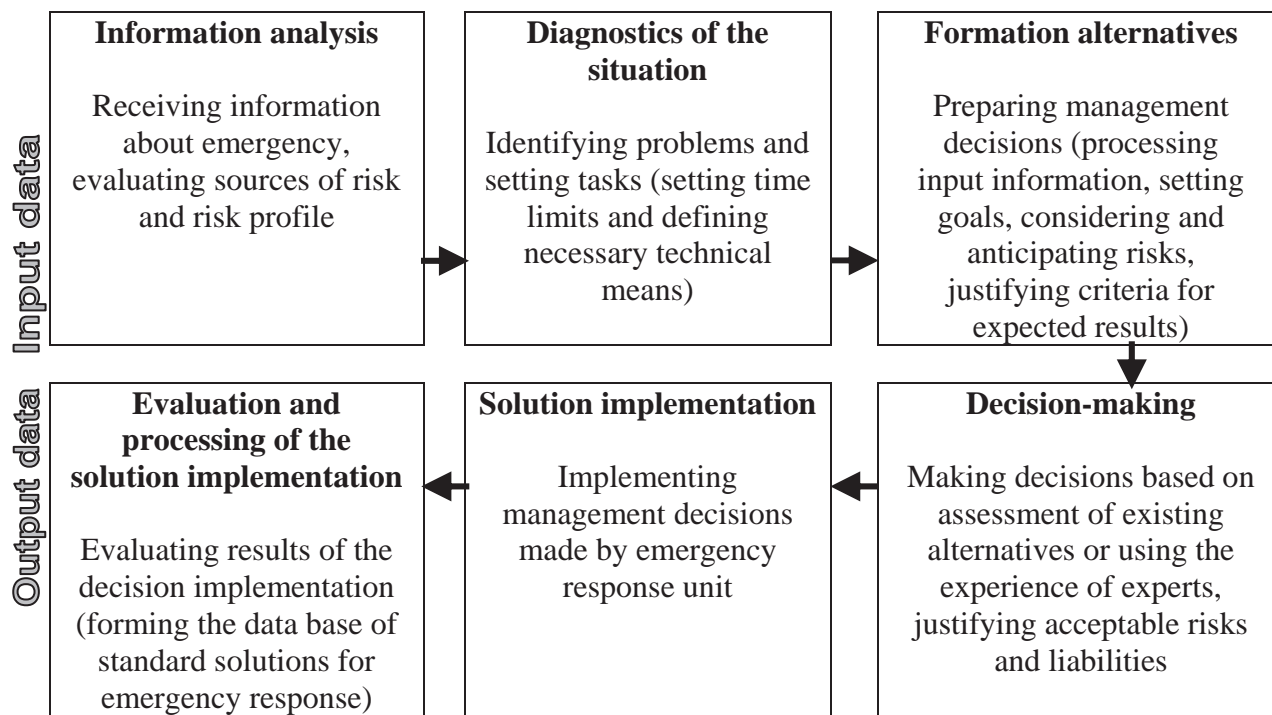 Input data
Information analysis
Receiving information
about emergency,
evaluating sources of risk
and risk profile
Diagnostics of the
situation
Identifying problems and
setting tasks (setting time
limits and defining
necessary technical
means)
Formation alternatives
Preparing management
decisions (processing
input information, setting
goals, considering and
anticipating risks,
justifying criteria for
expected results)
Output data
Evaluation and
processing of the
solution implementation
Evaluating results of the
decision implementation
(forming the data base of
standard solutions for
emergency response)
Solution implementation
Implementing
management decisions
made by emergency
response unit
Decision-making
Making decisions based on
assessment of existing
alternatives or using the
experience of experts,
justifying acceptable risks
and liabilities